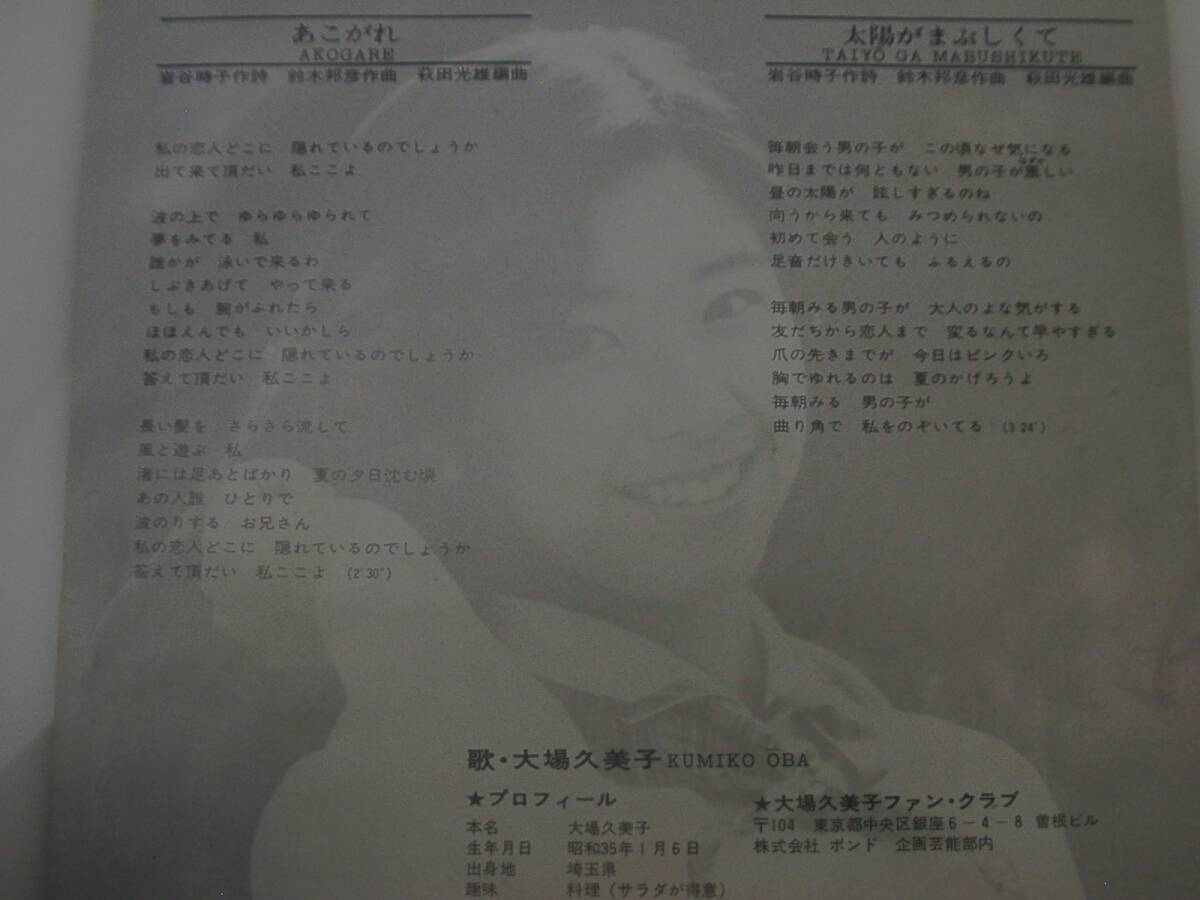 あこがれ
AKOGARE
岩谷時子作詩　鈴木邦彦作曲　萩田光雄編曲
私の恋人どこに　隠れているのでしょうか
出て来て頂だい　私ここよ
波の上で　ゆらゆらゆられて
夢をみてる　私
誰かが　泳いで来るわ
しぶきあげて　やって来る
もしも　腕がふれたら
ほほえんでも　いいかしら
私の恋人どこに　隠れているのでしょうか
答えて頂だい　私ここよ
長い髪を　さらさら流して
風と遊ぶ　私
渚には足あとばかり　夏の夕日沈む頃
あの人誰　ひとりで
波のりする　お兄さん
私の恋人どこに　隠れているのでしょうか
答えて頂だい　私ここよ　(2′30″)
太陽がまぶしくて
TAIYŌ GA MABUSHIKUTE
岩谷時子作詩　鈴木邦彦作曲　萩田光雄編曲
毎朝会う男の子が　この頃なぜ気になる
昨日までは何ともない　男の子が しい
昼の太陽が　眩しすぎるのね
向うから来ても　みつめられないの
初めて会う　人のように
足音だけきいても　ふるえるの
毎朝みる男の子が　大人のよな気がする
友だちから恋人まで　変るなんて早やすぎる
爪の先きまでが　今日はピンクいろ
胸でゆれるのは　夏のかげろうよ
毎朝みる　男の子が
曲り角で　私をのぞいてる　(3′24″)
歌・大場久美子 KUMIKO ŌBA
★プロフィール
本名　大場久美子
生年月日　昭和35年1月6日
出身地　埼玉県
趣味　料理（サラダが得意）
★大場久美子ファン・クラブ
〒104　東京都中央区銀座6－4－8　曽根ビル
株式会社 ボンド　企画芸能部内